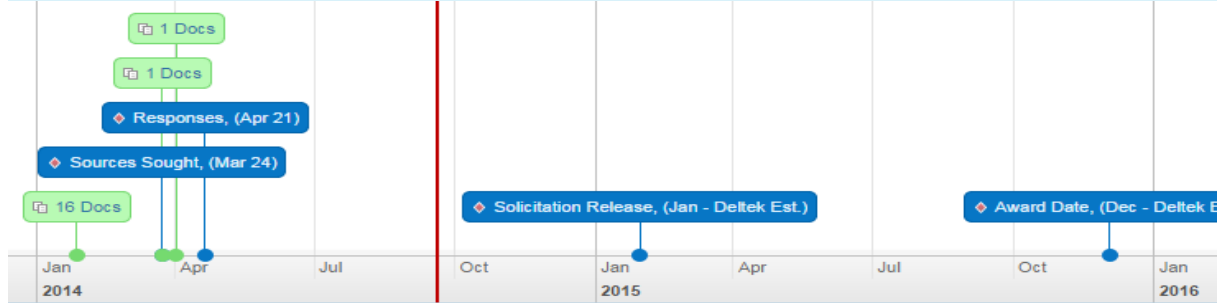 1 Docs
1 Docs
Responses, (Apr 21)
Sources Sought, (Mar 24)
16 Docs
Solicitation Release, (Jan - Deltek Est.)
Award Date, (Dec - Deltek E
Jan Apr Jul Oct Jan Apr Jul Oct Jan
2014 2015 2016